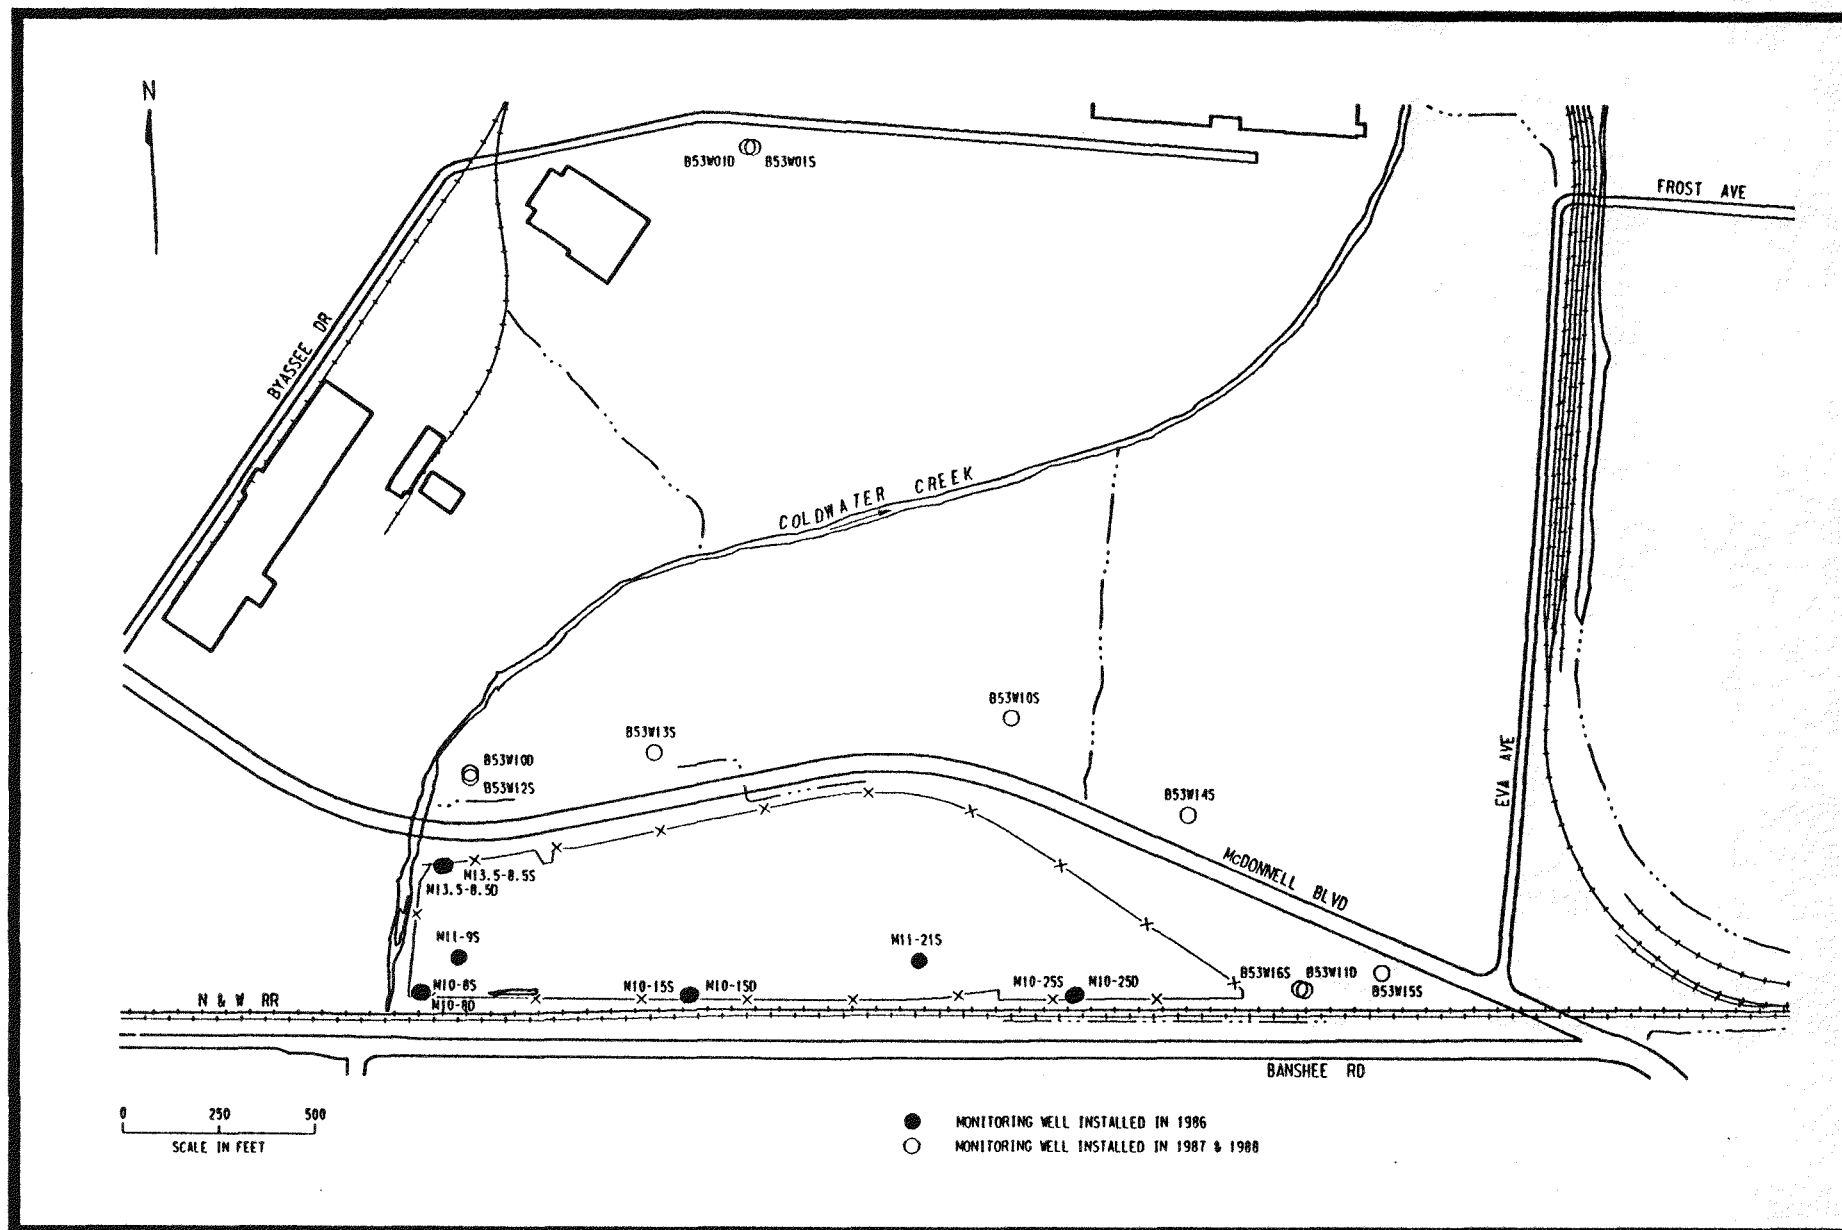 N
B53W01D B53W01S
FROST AVE
BYASSEE DR
COLDWATER CREEK
B53W10S
B53W13S
B53W10D
B53W12S
EVA AVE
B53W14S
McDONNELL BLVD
M13.5-8.5S
M13.5-8.5D
M11-9S
M11-21S
B53W16S B53W11D
M10-8S
M10-15S M10-15D
M10-25S M10-25D
B53W15S
N & W RR
M10-8D
BANSHEE RD
0 250 500
SCALE IN FEET
MONITORING WELL INSTALLED IN 1986
MONITORING WELL INSTALLED IN 1987 & 1988